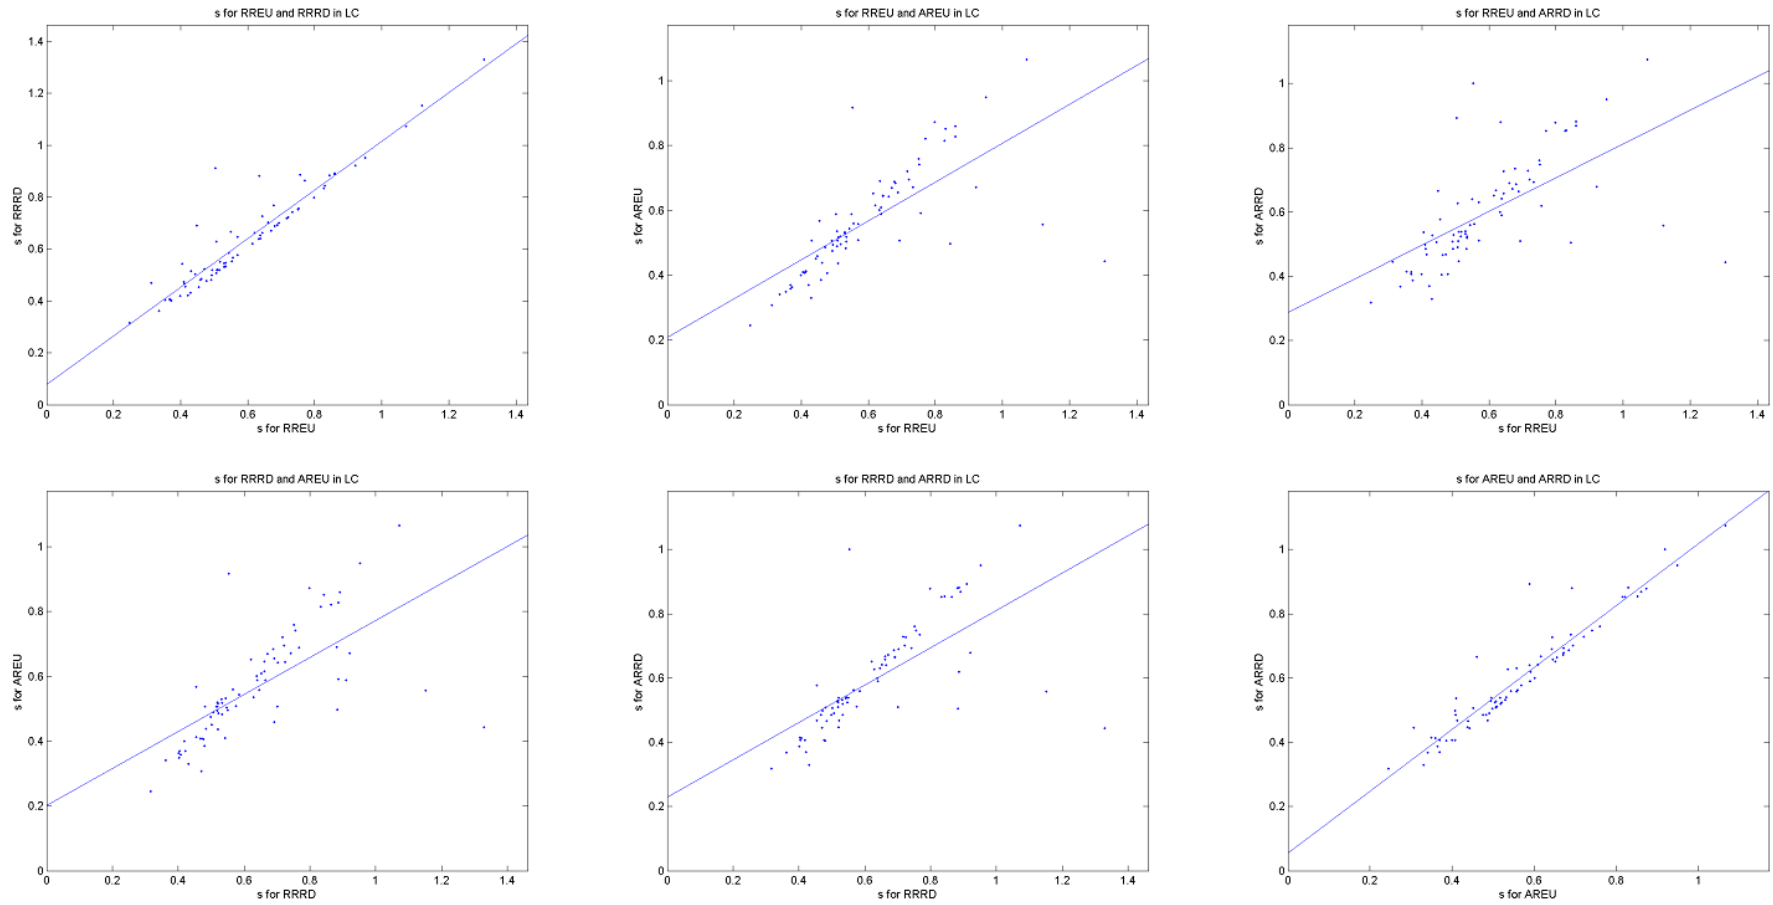 s for RREU and RRRD in LC
s for RRRD
1.4
1.2
1
0.8
0.6
0.4
0.2
0
0 0.2 0.4 0.6 0.8 1 1.2 1.4
s for RREU
s for RREU and AREU in LC
s for AREU
1
0.8
0.6
0.4
0.2
0
0 0.2 0.4 0.6 0.8 1 1.2 1.4
s for RREU
s for RREU and ARRD in LC
s for ARRD
1
0.8
0.6
0.4
0.2
0
0 0.2 0.4 0.6 0.8 1 1.2 1.4
s for RREU
s for RRRD and AREU in LC
s for AREU
1
0.8
0.6
0.4
0.2
0
0 0.2 0.4 0.6 0.8 1 1.2 1.4
s for RRRD
s for RRRD and ARRD in LC
s for ARRD
1
0.8
0.6
0.4
0.2
0
0 0.2 0.4 0.6 0.8 1 1.2 1.4
s for RRRD
s for AREU and ARRD in LC
s for ARRD
1
0.8
0.6
0.4
0.2
0
0 0.2 0.4 0.6 0.8 1
s for AREU